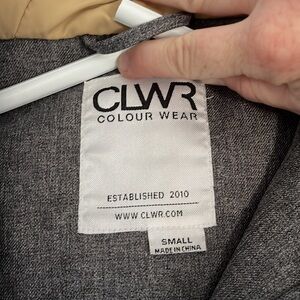 CLWR
COLOUR WEAR
ESTABLISHED 2010
WWW.CLWR.COM
SMALL
MADE IN CHINA